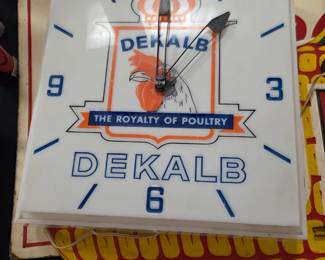 DEKALB
9
3
THE ROYALTY OF POULTRY
DEKALB
6